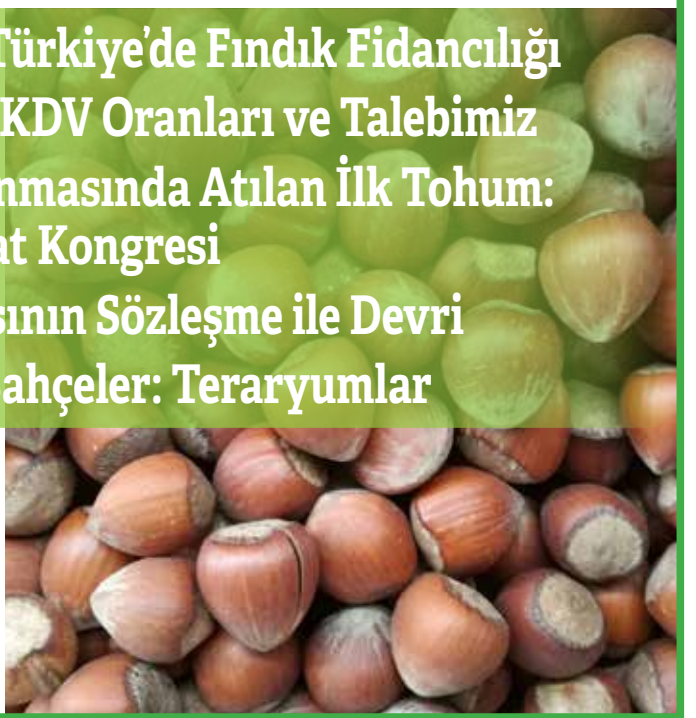 Türkiye’de Fındık Fidancılığı
KDV Oranları ve Talebimiz
nmasında Atılan İlk Tohum:
at Kongresi
sının Sözleşme ile Devri
ahçeler: Teraryumlar